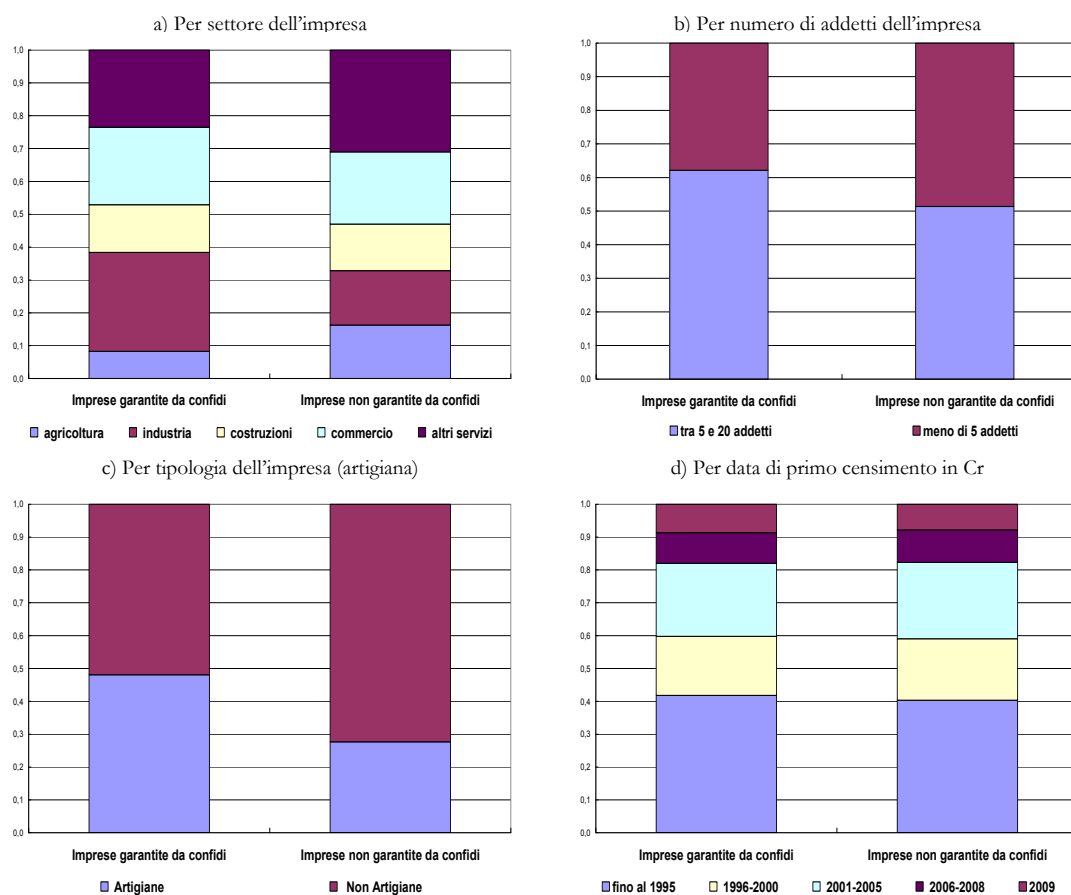 a) Per settore dell'impresa
1,0
0,9
0,8
0,7
0,6
0,5
0,4
0,3
0,2
0,1
0,0
Imprese garantite da confidi
Imprese non garantite da confidi
agricoltura industria costruzioni commercio altri servizi
b) Per numero di addetti dell'impresa
1,0
0,9
0,8
0,7
0,6
0,5
0,4
0,3
0,2
0,1
0,0
Imprese garantite da confidi
Imprese non garantite da confidi
tra 5 e 20 addetti meno di 5 addetti
c) Per tipologia dell'impresa (artigiana)
1,0
0,9
0,8
0,7
0,6
0,5
0,4
0,3
0,2
0,1
0,0
Imprese garantite da confidi
Imprese non garantite da confidi
Artigiane Non Artigiane
d) Per data di primo censimento in Cr
1,0
0,9
0,8
0,7
0,6
0,5
0,4
0,3
0,2
0,1
0,0
Imprese garantite da confidi
Imprese non garantite da confidi
fino al 1995 1996-2000 2001-2005 2006-2008 2009